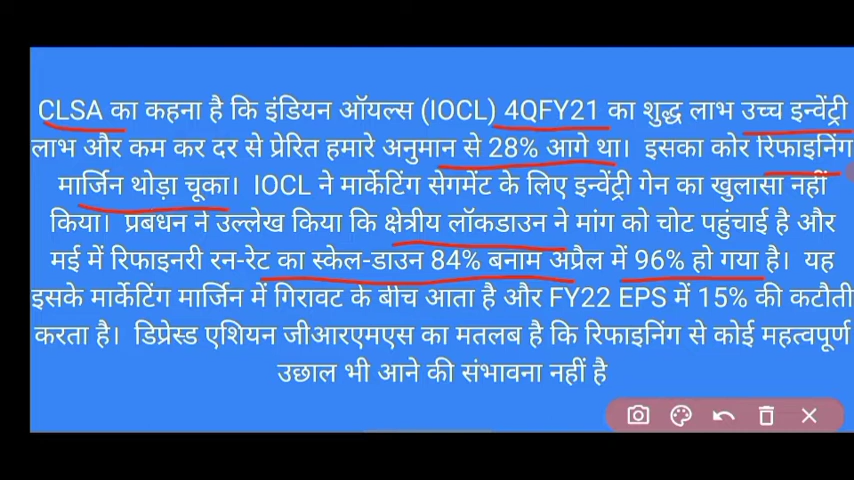 CLSA का कहना है कि इंडियन ऑयल्स (IOCL) 4QFY21 का शुद्ध लाभ उच्च इन्वेंट्री
लाभ और कम कर दर से प्रेरित हमारे अनुमान से 28% आगे था। इसका कोर रिफाइनिंग
मार्जिन थोड़ा चूका। IOCL ने मार्केटिंग सेगमेंट के लिए इन्वेंट्री गेन का खुलासा नहीं
किया। प्रबंधन ने उल्लेख किया कि क्षेत्रीय लॉकडाउन ने मांग को चोट पहुंचाई है और
मई में रिफाइनरी रन-रेट का स्केल-डाउन 84% बनाम अप्रैल में 96% हो गया है। यह
इसके मार्केटिंग मार्जिन में गिरावट के बीच आता है और FY22 EPS में 15% की कटौती
करता है। डिप्रेस्ड एशियन जीआरएमएस का मतलब है कि रिफाइनिंग से कोई महत्वपूर्ण
उछाल भी आने की संभावना नहीं है